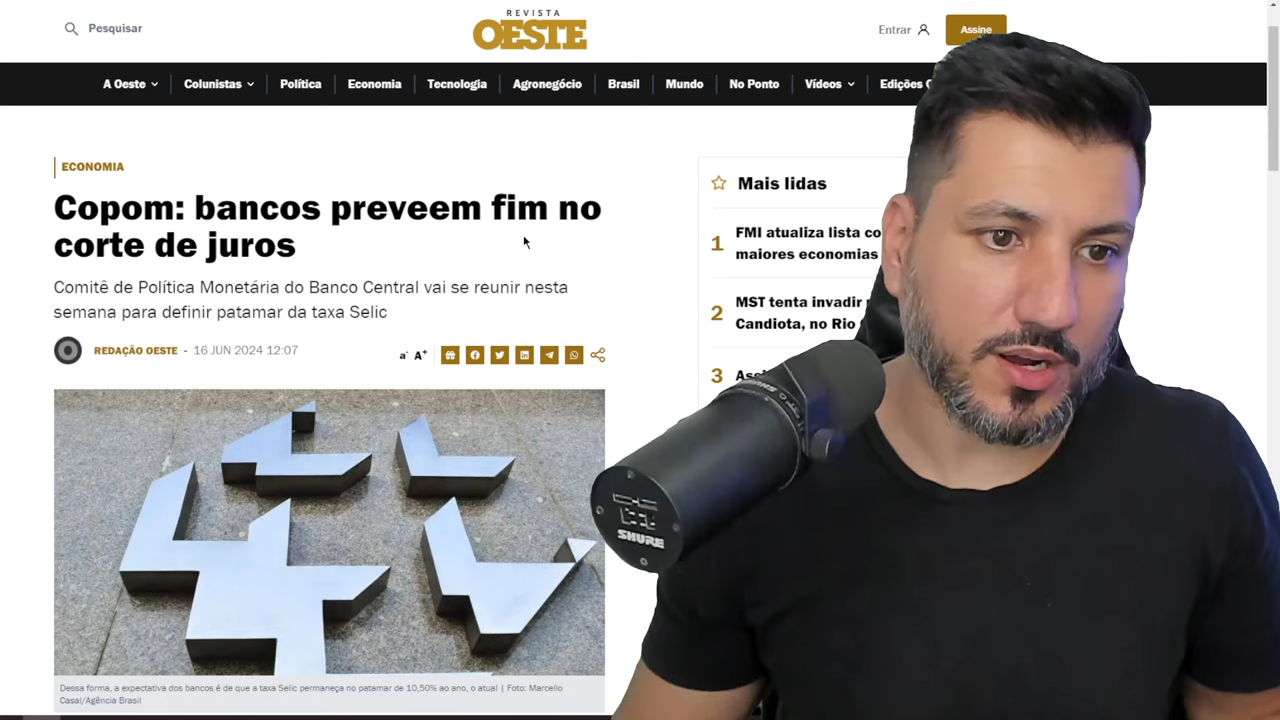 Pesquisar
REVISTA
OESTE
Entrar
Assine
A Oeste
Colunistas
Política
Economia
Tecnologia
Agronegócio
Brasil
Mundo
No Ponto
Vídeos
Edições
ECONOMIA
Copom: bancos preveem fim no
corte de juros
Comitê de Política Monetária do Banco Central vai se reunir nesta
semana para definir patamar da taxa Selic
REDAÇÃO OESTE - 16 JUN 2024 12:07
a- A+
Dessa forma, a expectativa dos bancos é de que a taxa Selic permaneça no patamar de 10,50% ao ano, o atual | Foto: Marcello
Casal/Agência Brasil
Mais lidas
1
FMI atualiza lista
maiores economias
2
MST tenta invadir
Candiota, no Rio
3
SHURE